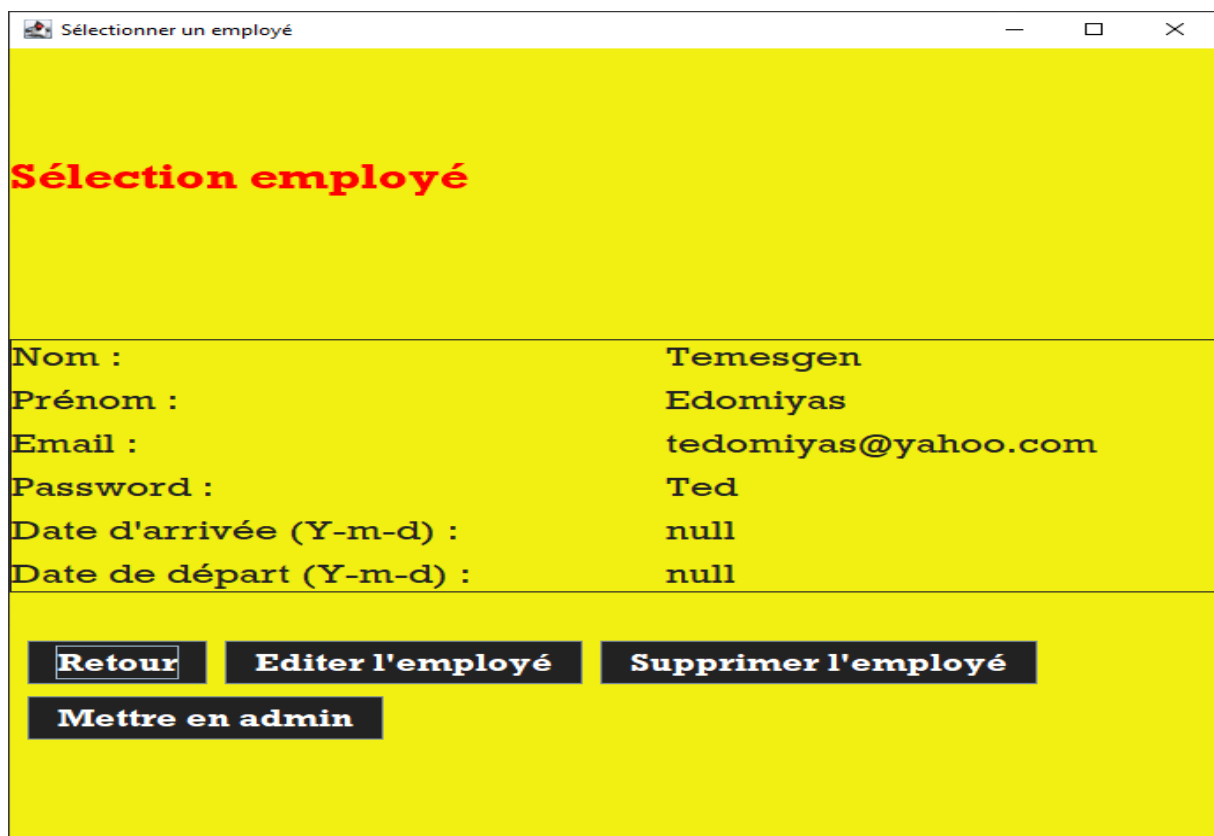 Sélectionner un employé
Sélection employé
Nom : Temesgen
Prénom : Edomiyas
Email : tedomiyas@yahoo.com
Password : Ted
Date d'arrivée (Y-m-d) : null
Date de départ (Y-m-d) : null
Retour Editer l'employé Supprimer l'employé
Mettre en admin